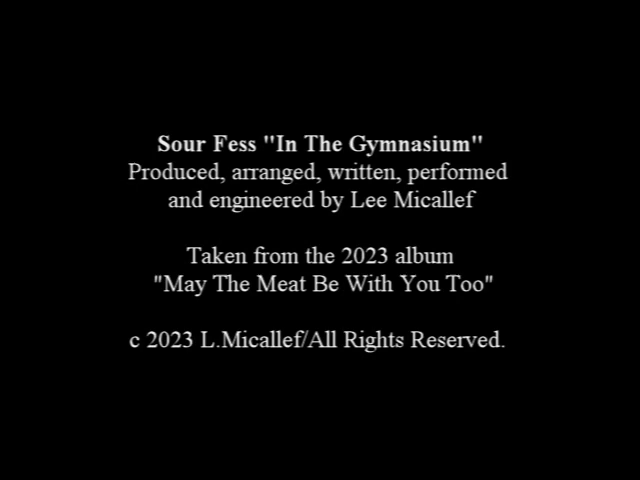 Sour Fess "In The Gymnasium"
Produced, arranged, written, performed
and engineered by Lee Micallef
Taken from the 2023 album
"May The Meat Be With You Too"
c 2023 L.Micallef/All Rights Reserved.